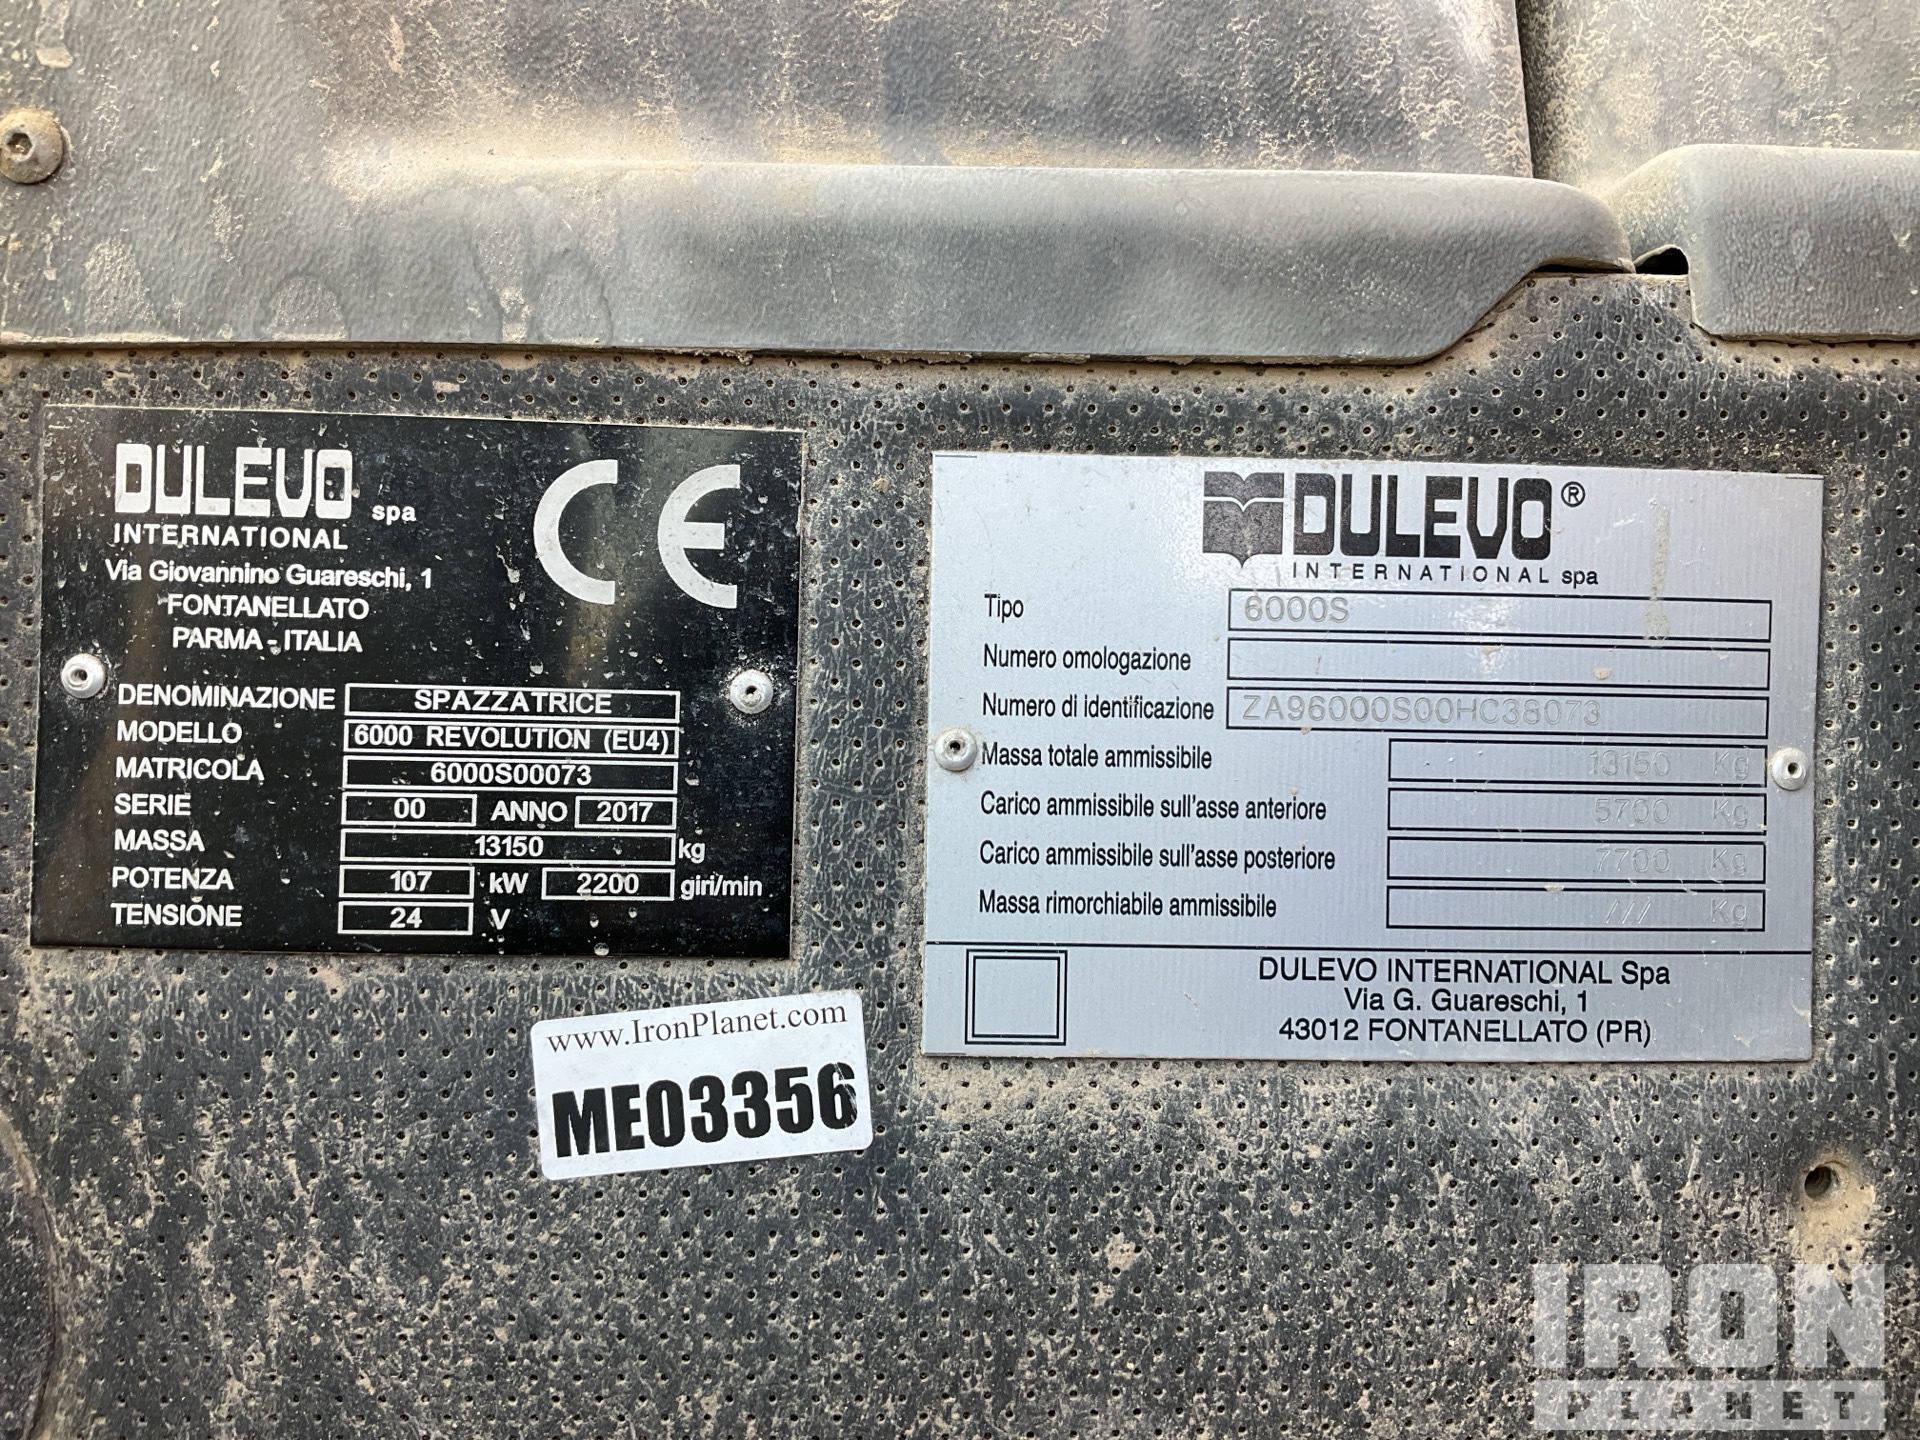 DULEVO spa
INTERNATIONAL
Via Giovannino Guareschi, 1
FONTANELLATO
PARMA - ITALIA
CE
DENOMINAZIONE SPAZZATRICE
MODELLO 6000 REVOLUTION (EU4)
MATRICOLA 6000S00073
SERIE 00 ANNO 2017
MASSA 13150 kg
POTENZA 107 kW 2200 giri/min
TENSIONE 24 V
DULEVO®
INTERNATIONAL spa
Tipo 6000S
Numero omologazione
Numero di identificazione ZA96000S00HC38073
Massa totale ammissibile 13150 Kg
Carico ammissibile sull'asse anteriore 5700 Kg
Carico ammissibile sull'asse posteriore 7700 Kg
Massa rimorchiabile ammissibile /// Kg
DULEVO INTERNATIONAL Spa
Via G. Guareschi, 1
43012 FONTANELLATO (PR)
www.IronPlanet.com
ME03356
IRON
PLANET